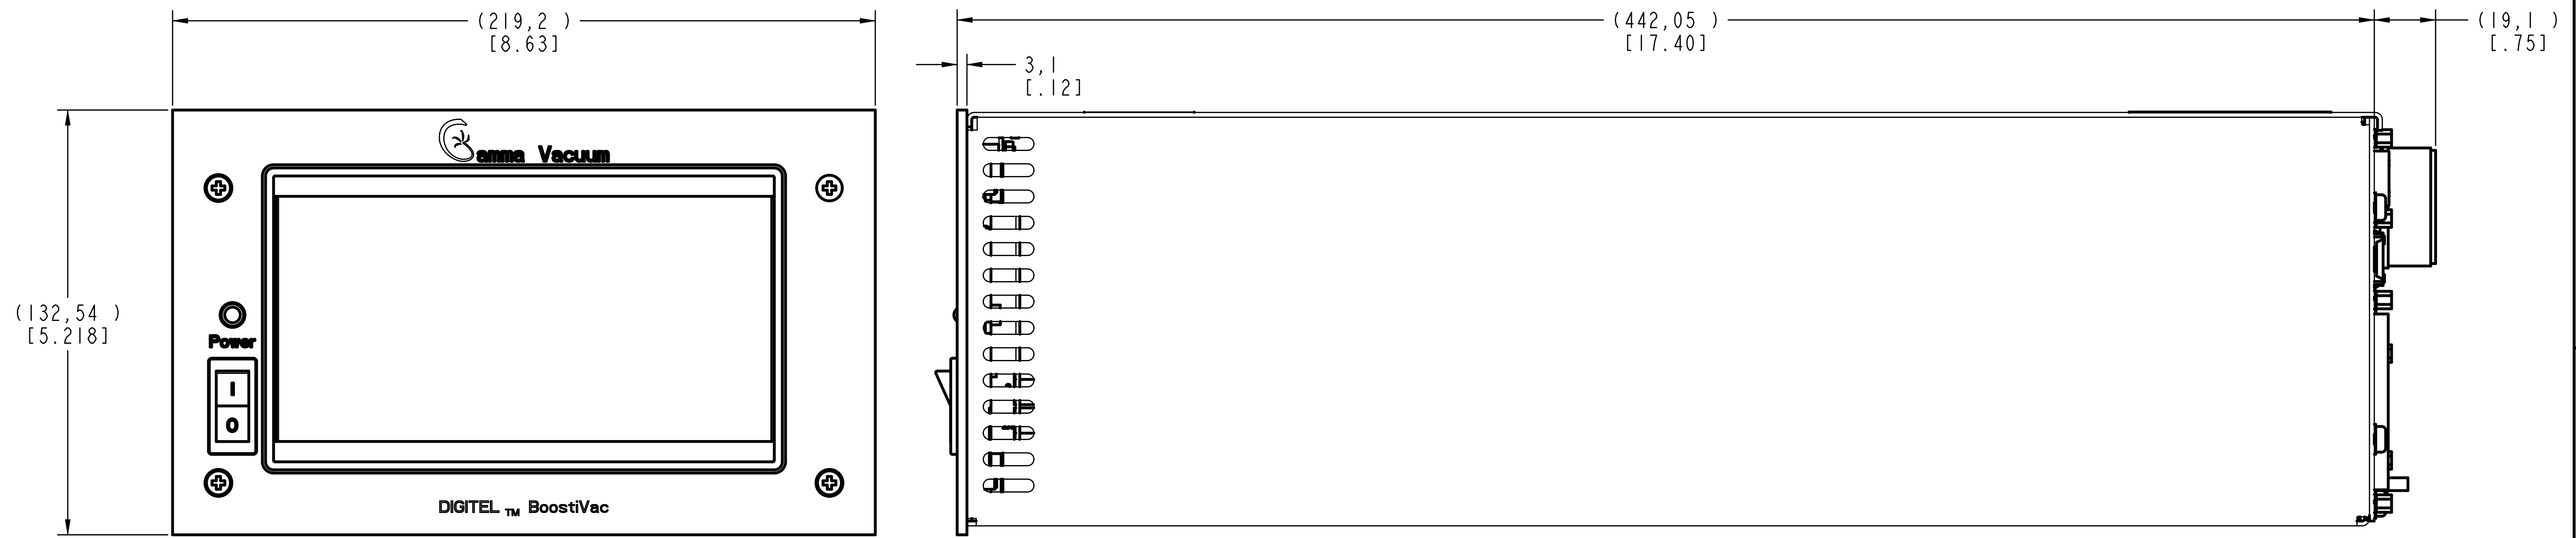 (219,2 )
[8.63]
(442,05 )
[17.40]
(19,1 )
[.75]
3,1
[.12]
Gamma Vacuum
(132,54 )
[5.218]
Power
I
O
DIGITEL TM BoostiVac